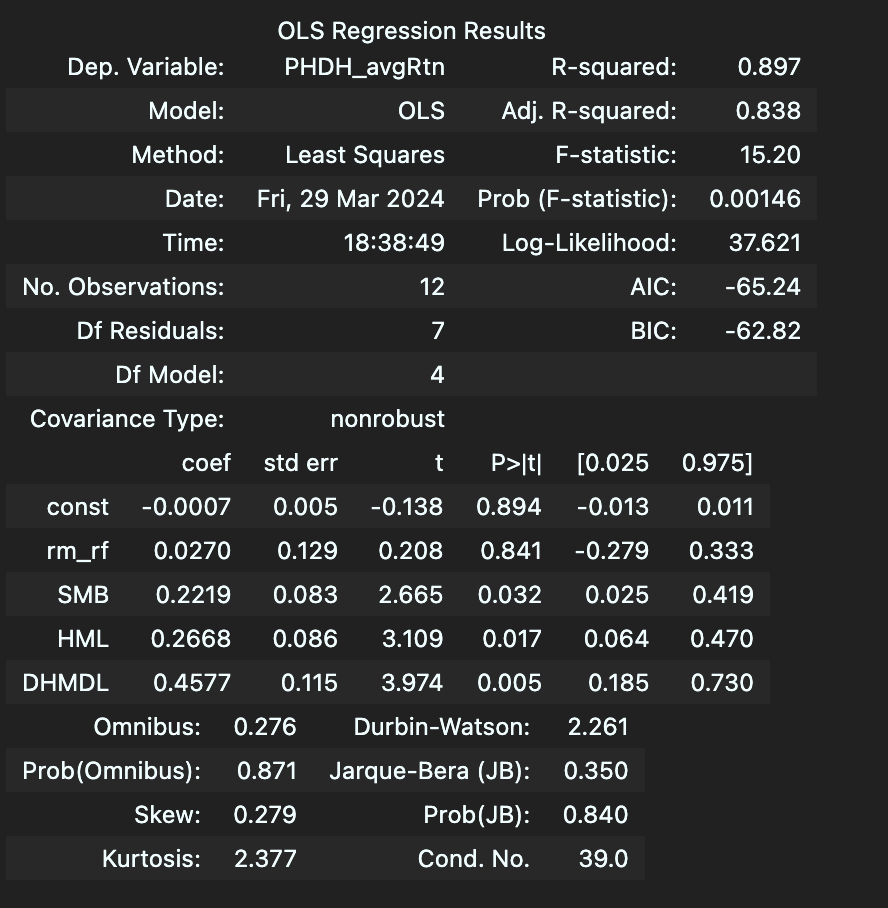 OLS Regression Results
Dep. Variable: PHDH_avgRtn R-squared: 0.897
Model: OLS Adj. R-squared: 0.838
Method: Least Squares F-statistic: 15.20
Date: Fri, 29 Mar 2024 Prob (F-statistic): 0.00146
Time: 18:38:49 Log-Likelihood: 37.621
No. Observations: 12 AIC: -65.24
Df Residuals: 7 BIC: -62.82
Df Model: 4
Covariance Type: nonrobust
coef std err t P>|t| [0.025 0.975]
const -0.0007 0.005 -0.138 0.894 -0.013 0.011
rm_rf 0.0270 0.129 0.208 0.841 -0.279 0.333
SMB 0.2219 0.083 2.665 0.032 0.025 0.419
HML 0.2668 0.086 3.109 0.017 0.064 0.470
DHMDL 0.4577 0.115 3.974 0.005 0.185 0.730
Omnibus: 0.276 Durbin-Watson: 2.261
Prob(Omnibus): 0.871 Jarque-Bera (JB): 0.350
Skew: 0.279 Prob(JB): 0.840
Kurtosis: 2.377 Cond. No. 39.0